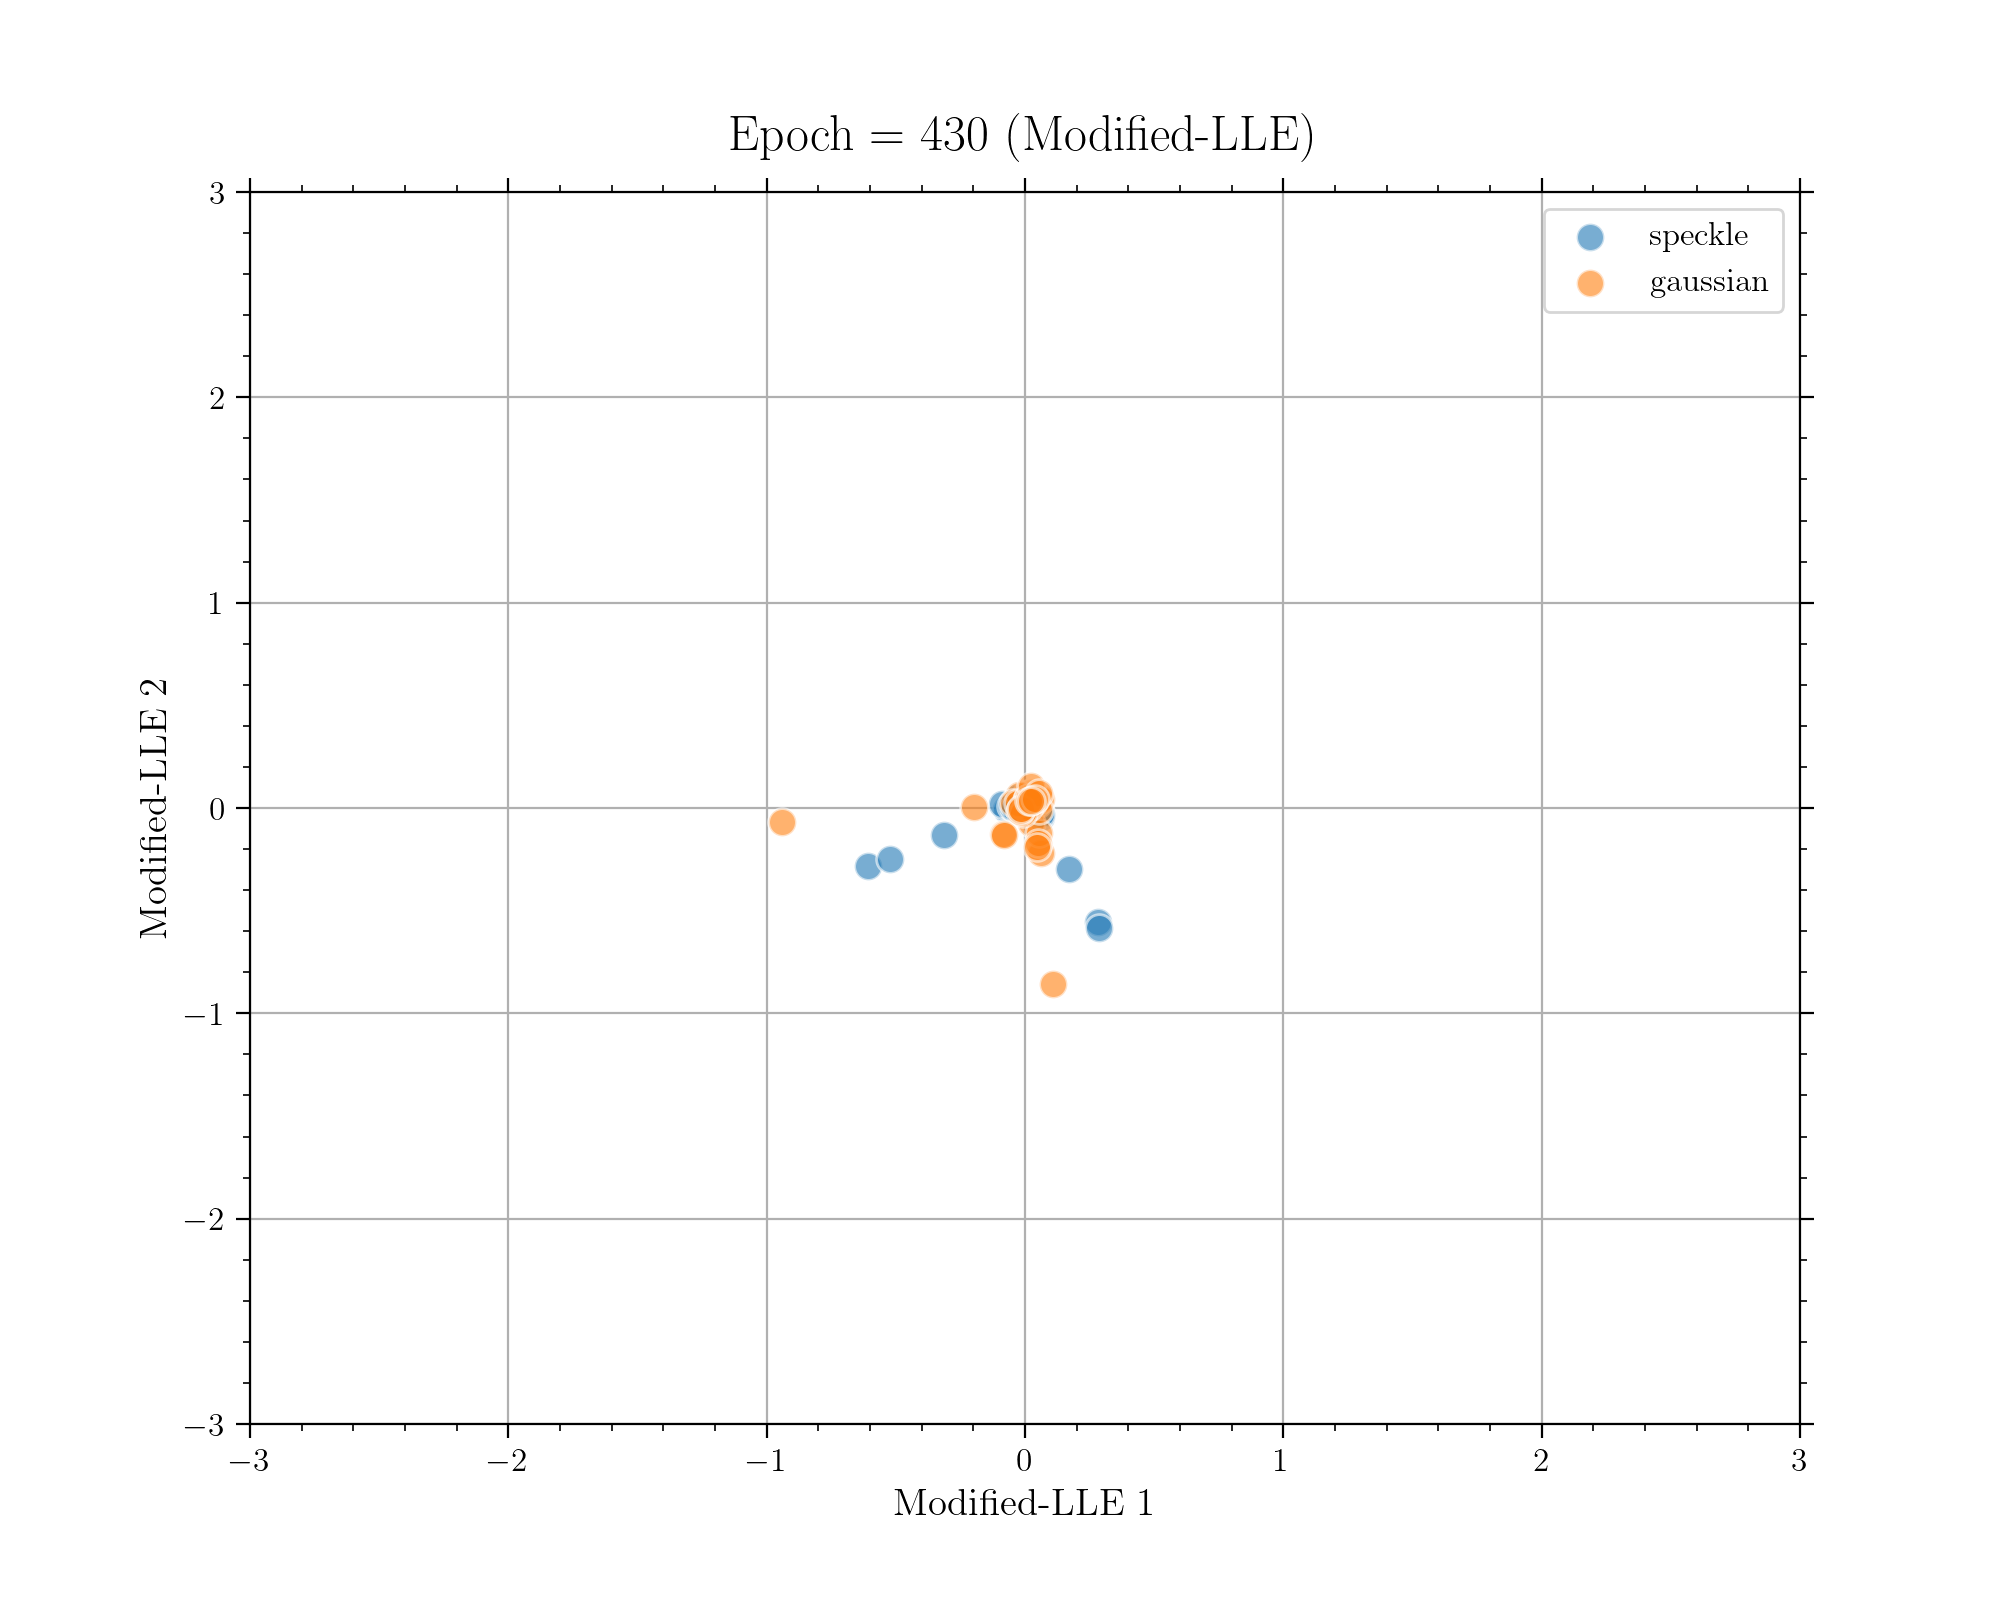 Epoch = 430 (Modified-LLE)
speckle
gaussian
3
2
1
0
−1
−2
−3
Modified-LLE 2
−3
−2
−1
0
1
2
3
Modified-LLE 1